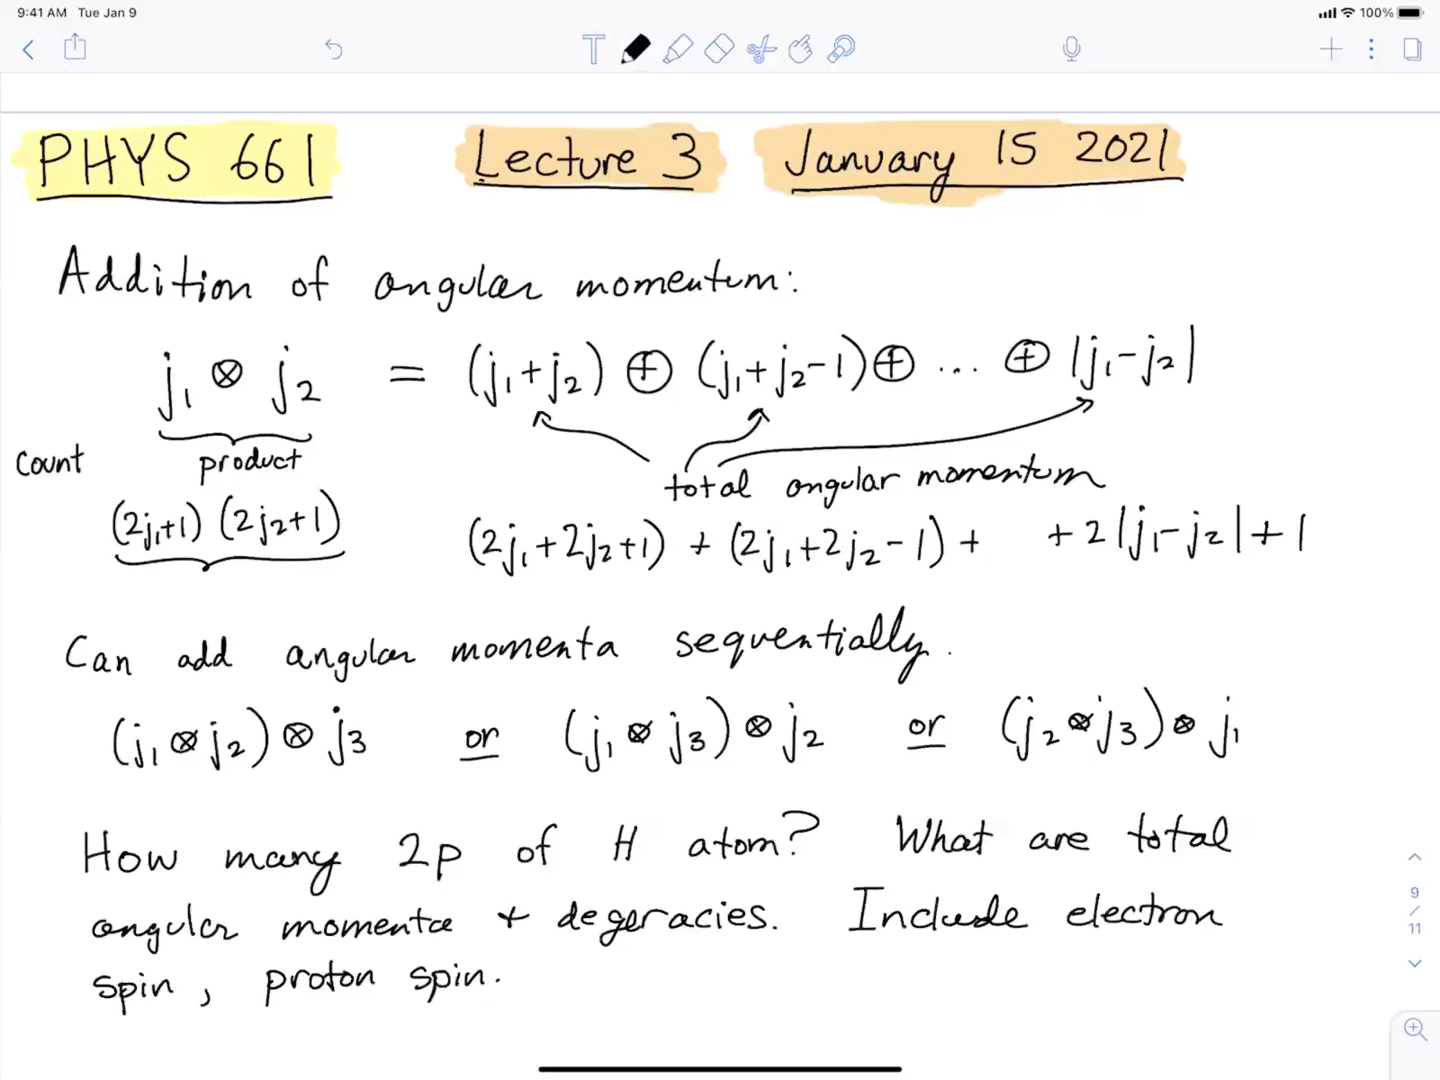 9:41 AM Tue Jan 9 100%
T
PHYS 661 Lecture 3 January 15 2021
Addition of angular momentum:
j₁ ⊗ j₂ = (j₁+j₂) ⊕ (j₁+j₂-1) ⊕ ... ⊕ |j₁-j₂|
count product total angular momentum
(2j₁+1) (2j₂+1) (2j₁+2j₂+1) + (2j₁+2j₂-1) + +2|j₁-j₂|+1
Can add angular momenta sequentially.
(j₁⊗j₂)⊗j₃ or (j₁⊗j₃)⊗j₂ or (j₂⊗j₃)⊗j₁
How many 2p of H atom? What are total
angular momenta + degeracies. Include electron
spin, proton spin.
9
/
11